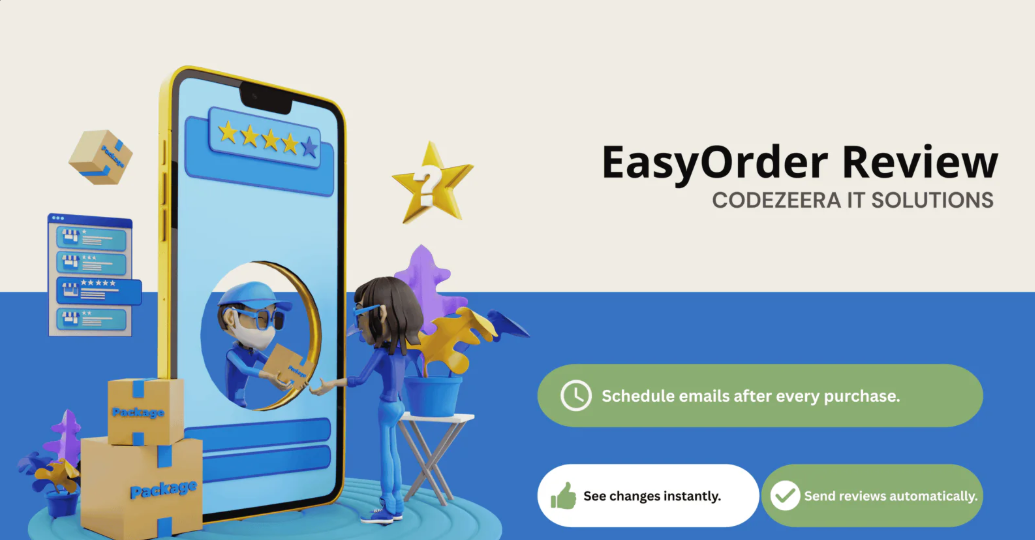 EasyOrder Review
CODEZEERA IT SOLUTIONS
Package
?
Package
Package
Package
Schedule emails after every purchase.
See changes instantly.
Send reviews automatically.